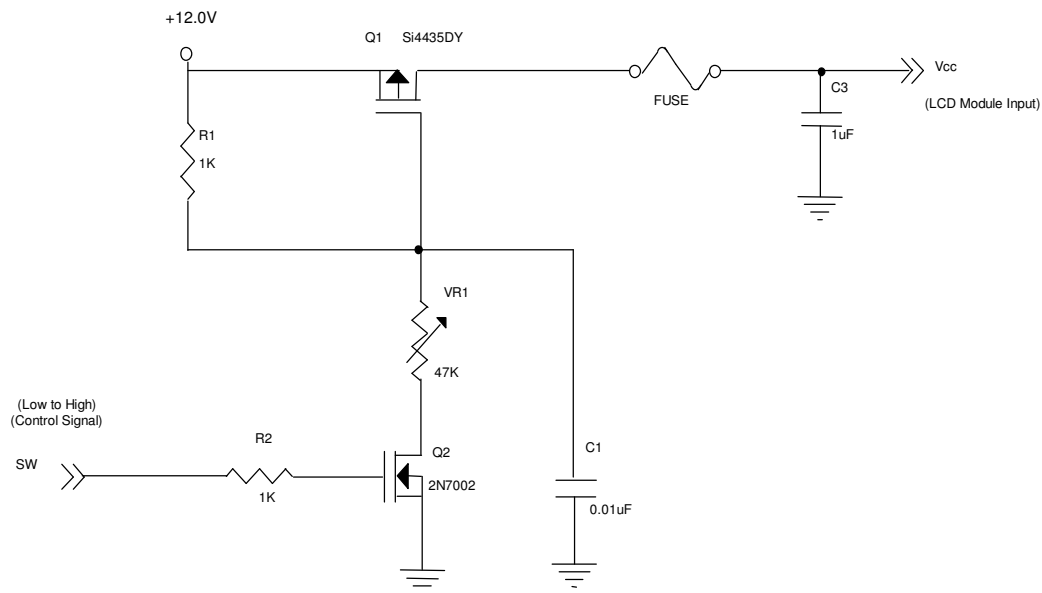 +12.0V
Q1 Si4435DY
Vcc
C3
FUSE
(LCD Module Input)
R1
1uF
1K
VR1
47K
(Low to High)
(Control Signal)
R2
Q2
C1
SW
2N7002
1K
0.01uF